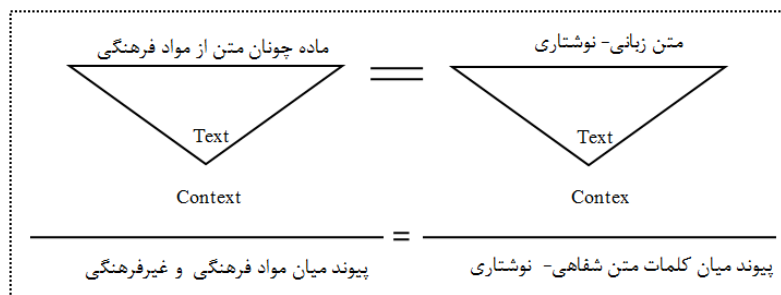 متن زبانی- نوشتاری
ماده چونان متن از مواد فرهنگی
Text
Text
Contex
Context
=
پیوند میان کلمات متن شفاهی- نوشتاری
پیوند میان مواد فرهنگی و غیرفرهنگی